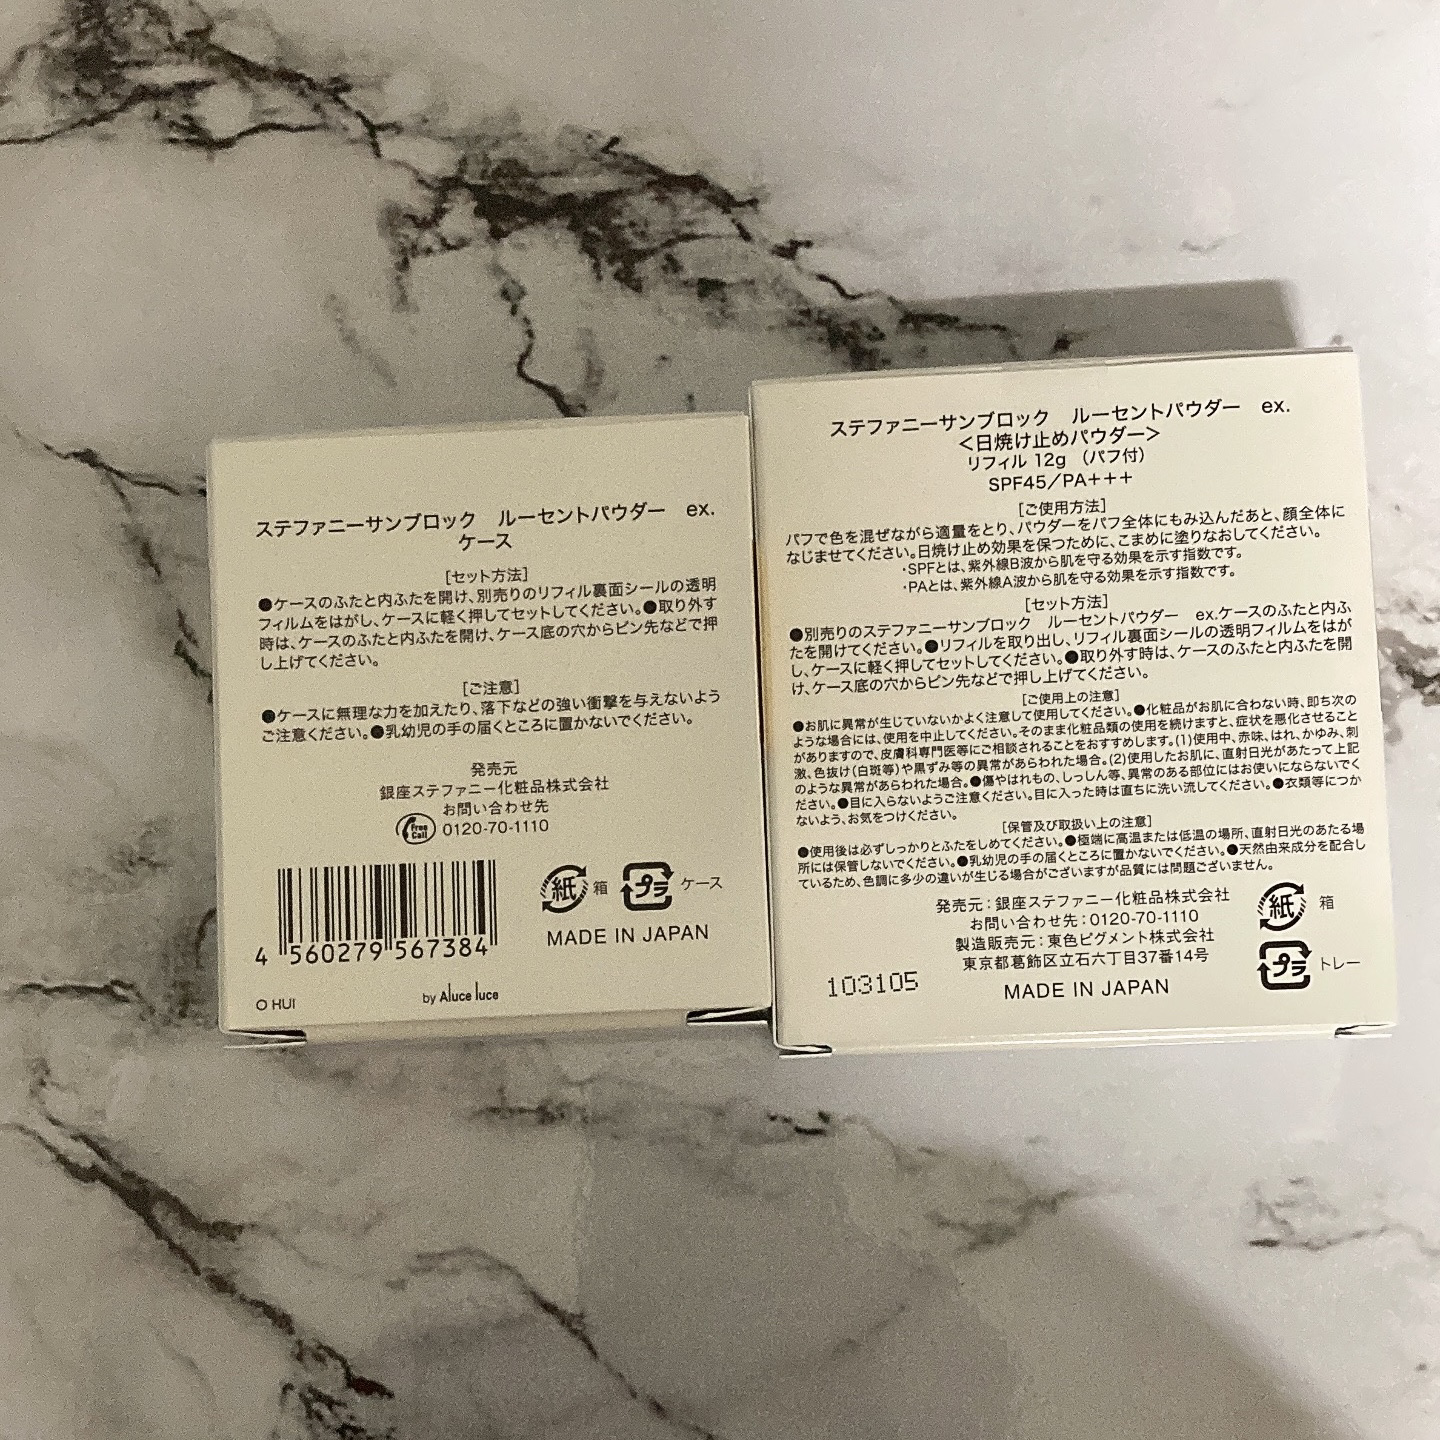 ステファニーサンブロック　ルーセントパウダー　ex.
ケース
[セット方法]
●ケースのふたと内ふたを開け、別売りのリフィル裏面シールの透明
フィルムをはがし、ケースに軽く押してセットしてください。●取り外す
時は、ケースのふたと内ふたを開け、ケース底の穴からピン先などで押
し上げてください。
[ご注意]
●ケースに無理な力を加えたり、落下などの強い衝撃を与えないよう
ご注意ください。●乳幼児の手の届くところに置かないでください。
発売元
銀座ステファニー化粧品株式会社
お問い合わせ先
Free Call 0120-70-1110
紙 箱 プラ ケース
MADE IN JAPAN
4 560279 567384
O HUI
by Aluce luce
ステファニーサンブロック　ルーセントパウダー　ex.
＜日焼け止めパウダー＞
リフィル 12g （パフ付）
SPF45／PA+++
[ご使用方法]
パフで色を混ぜながら適量をとり、パウダーをパフ全体にもみ込んだあと、顔全体に
なじませてください。日焼け止め効果を保つために、こまめに塗りなおしてください。
・SPFとは、紫外線B波から肌を守る効果を示す指数です。
・PAとは、紫外線A波から肌を守る効果を示す指数です。
[セット方法]
●別売りのステファニーサンブロック　ルーセントパウダー　ex.ケースのふたと内ふ
たを開けてください。●リフィルを取り出し、リフィル裏面シールの透明フィルムをはが
し、ケースに軽く押してセットしてください。●取り外す時は、ケースのふたと内ふたを開
け、ケース底の穴からピン先などで押し上げてください。
[ご使用上の注意]
●お肌に異常が生じていないかよく注意して使用してください。●化粧品がお肌に合わない時、即ち次の
ような場合には、使用を中止してください。そのまま化粧品類の使用を続けますと、症状を悪化させること
がありますので、皮膚科専門医等にご相談されることをおすすめします。(1)使用中、赤味、はれ、かゆみ、刺
激、色抜け(白斑等)や黒ずみ等の異常があらわれた場合。(2)使用したお肌に、直射日光があたって上記
のような異常があらわれた場合。●傷やはれもの、しっしん等、異常のある部位にはお使いにならないでく
ださい。●目に入らないようご注意ください。目に入った時は直ちに洗い流してください。●衣類等につか
ないよう、お気をつけください。
[保管及び取扱い上の注意]
●使用後は必ずしっかりとふたをしめてください。●極端に高温または低温の場所、直射日光のあたる場
所には保管しないでください。●乳幼児の手の届くところに置かないでください。●天然由来成分を配合し
ているため、色調に多少の違いが生じる場合がございますが品質には問題ございません。
発売元：銀座ステファニー化粧品株式会社
お問い合わせ先：0120-70-1110
製造販売元：東色ピグメント株式会社
東京都葛飾区立石六丁目37番14号
紙 箱
プラ トレー
103105
MADE IN JAPAN